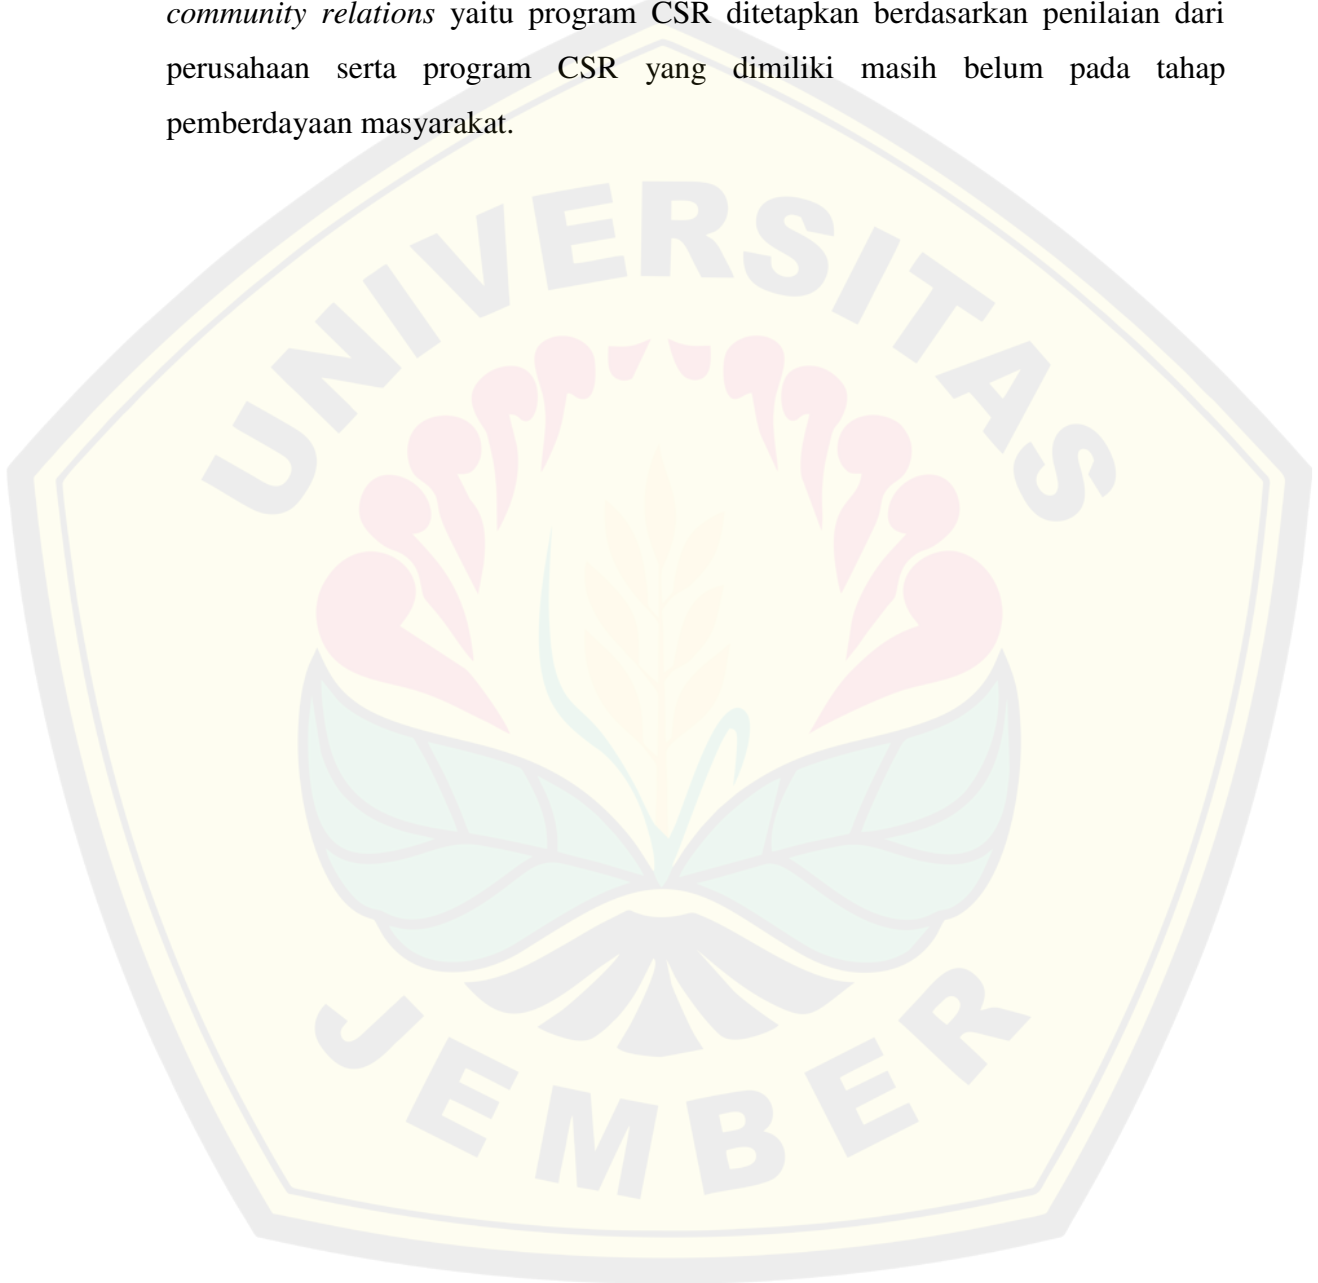 community relations yaitu program CSR ditetapkan berdasarkan penilaian dari
perusahaan serta program CSR yang dimiliki masih belum pada tahap
pemberdayaan masyarakat.
UNIVERSITAS
JEMBER